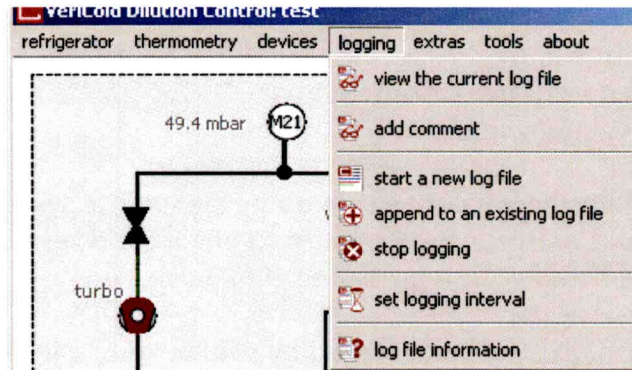 VeriCold Dilution Control: test
refrigerator thermometry devices logging extras tools about
view the current log file
49.4 mbar M21
add comment
start a new log file
append to an existing log file
stop logging
turbo
set logging interval
log file information